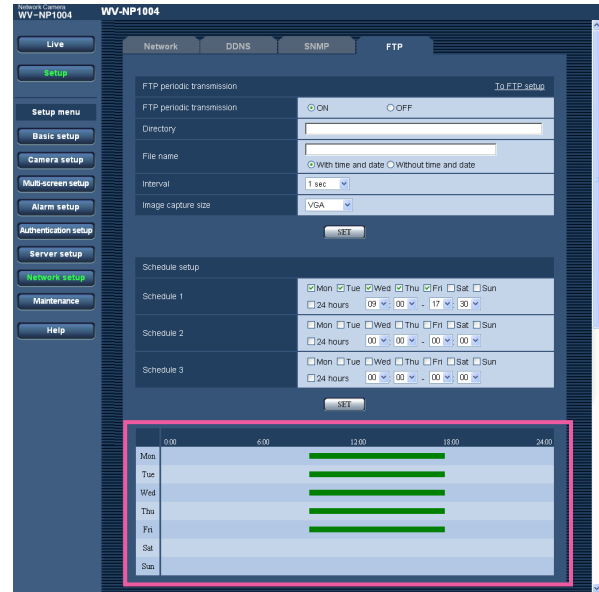 Network Camera
WV-NP1004
WV-NP1004
Live
Setup
Setup menu
Basic setup
Camera setup
Multi-screen setup
Alarm setup
Authentication setup
Server setup
Network setup
Maintenance
Help
Network DDNS SNMP FTP
FTP periodic transmission To FTP setup
FTP periodic transmission ON OFF
Directory
File name
With time and date Without time and date
Interval 1 sec
Image capture size VGA
SET
Schedule setup
Schedule 1
Mon Tue Wed Thu Fri Sat Sun
24 hours 09 : 00 - 17 : 30
Schedule 2
Mon Tue Wed Thu Fri Sat Sun
24 hours 00 : 00 - 00 : 00
Schedule 3
Mon Tue Wed Thu Fri Sat Sun
24 hours 00 : 00 - 00 : 00
SET
0:00 6:00 12:00 18:00 24:00
Mon
Tue
Wed
Thu
Fri
Sat
Sun